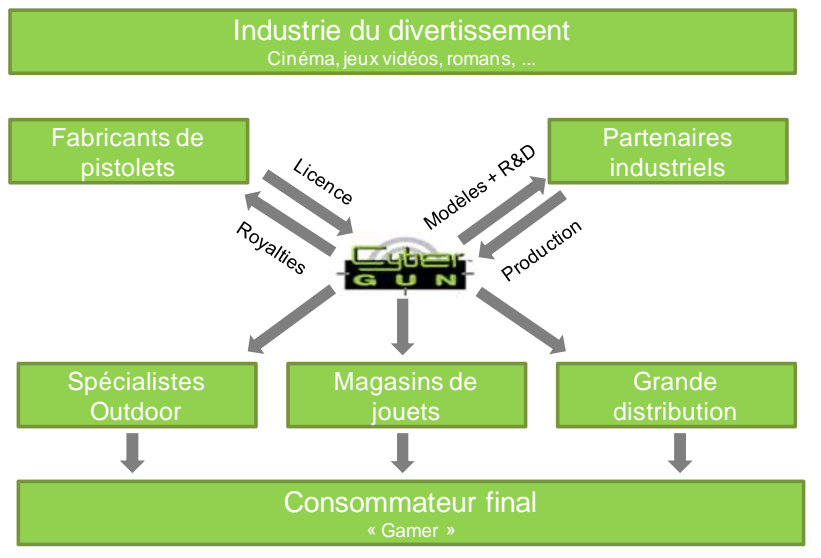 Industrie du divertissement
Cinéma, jeux vidéos, romans, ...
Fabricants de
pistolets
Partenaires
industriels
Licence
Royalties
Modèles + R&D
Production
Cyber
GUN
Spécialistes
Outdoor
Magasins de
jouets
Grande
distribution
Consommateur final
« Gamer »